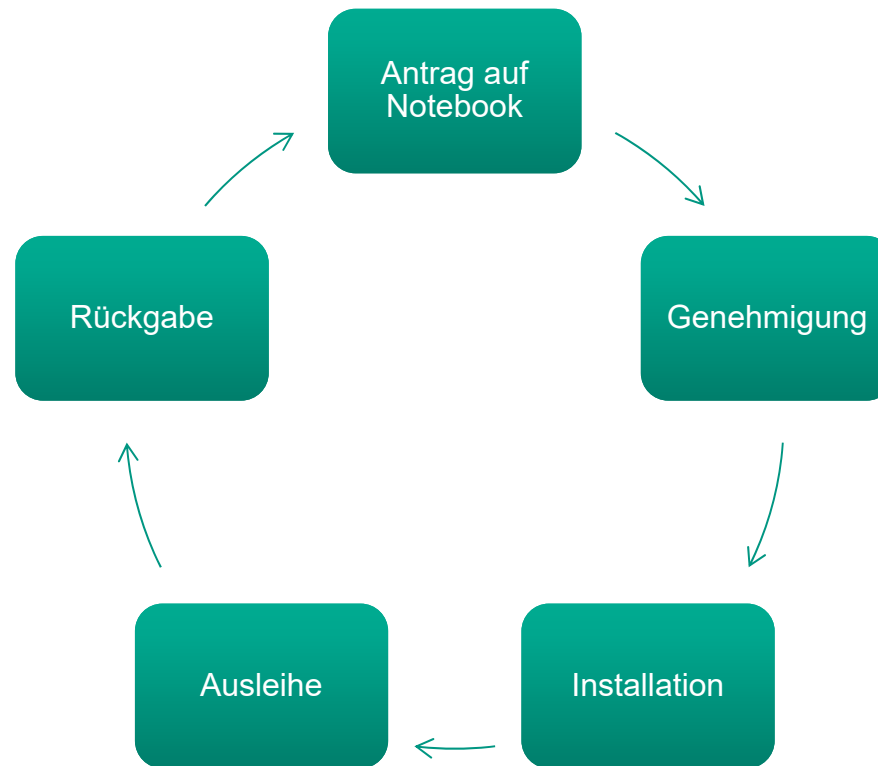 Antrag auf
Notebook
Genehmigung
Installation
Ausleihe
Rückgabe